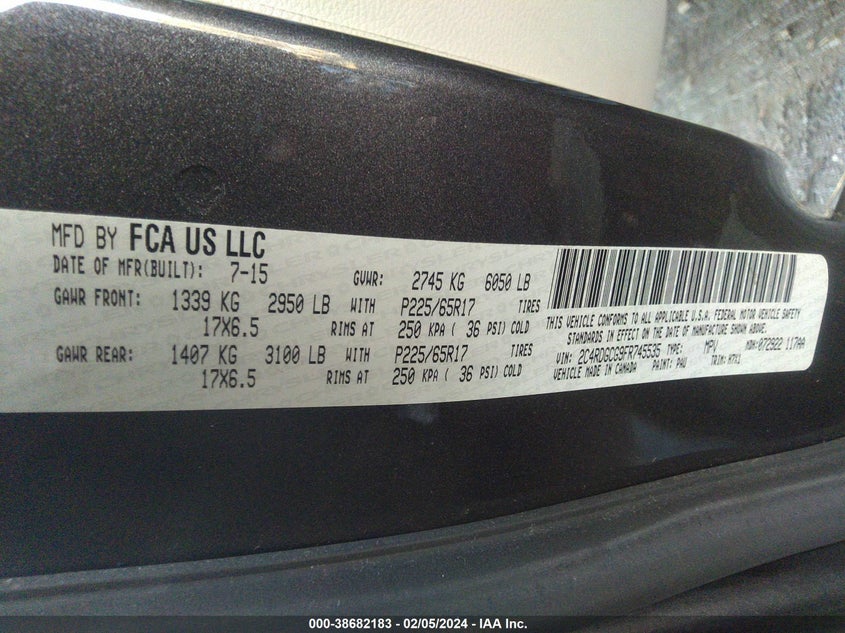 MFD BY FCA US LLC
DATE OF MFR(BUILT): 7-15 GVWR: 2745 KG 6050 LB
GAWR FRONT: 1339 KG 2950 LB WITH P225/65R17 TIRES
17X6.5 RIMS AT 250 KPA ( 36 PSI) COLD
GAWR REAR: 1407 KG 3100 LB WITH P225/65R17 TIRES
17X6.5 RIMS AT 250 KPA ( 36 PSI) COLD
THIS VEHICLE CONFORMS TO ALL APPLICABLE U.S.A. FEDERAL MOTOR VEHICLE SAFETY
STANDARDS IN EFFECT ON THE DATE OF MANUFACTURE SHOWN ABOVE.
VIN: 2C4RDGCG9FR745535 TYPE: MPV MDH: 072922 117AA
VEHICLE MADE IN CANADA PAINT: PAU TRIM:
000-38682183 - 02/05/2024 - IAA Inc.